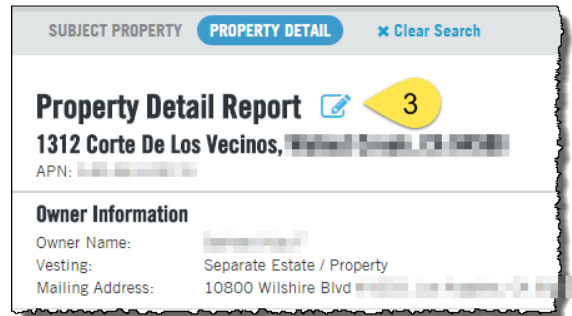 SUBJECT PROPERTY PROPERTY DETAIL × Clear Search
Property Detail Report 3
1312 Corte De Los Vecinos,
APN:
Owner Information
Owner Name:
Vesting: Separate Estate / Property
Mailing Address: 10800 Wilshire Blvd